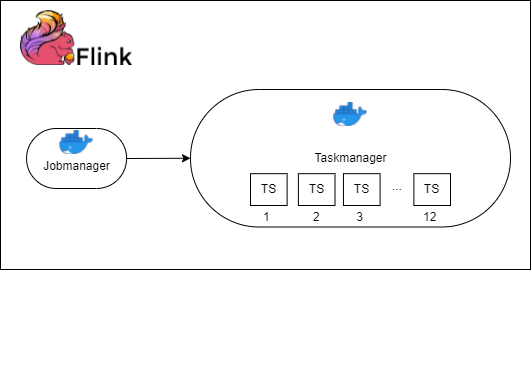 Flink
Jobmanager
Taskmanager
TS TS TS ... TS
1 2 3 12